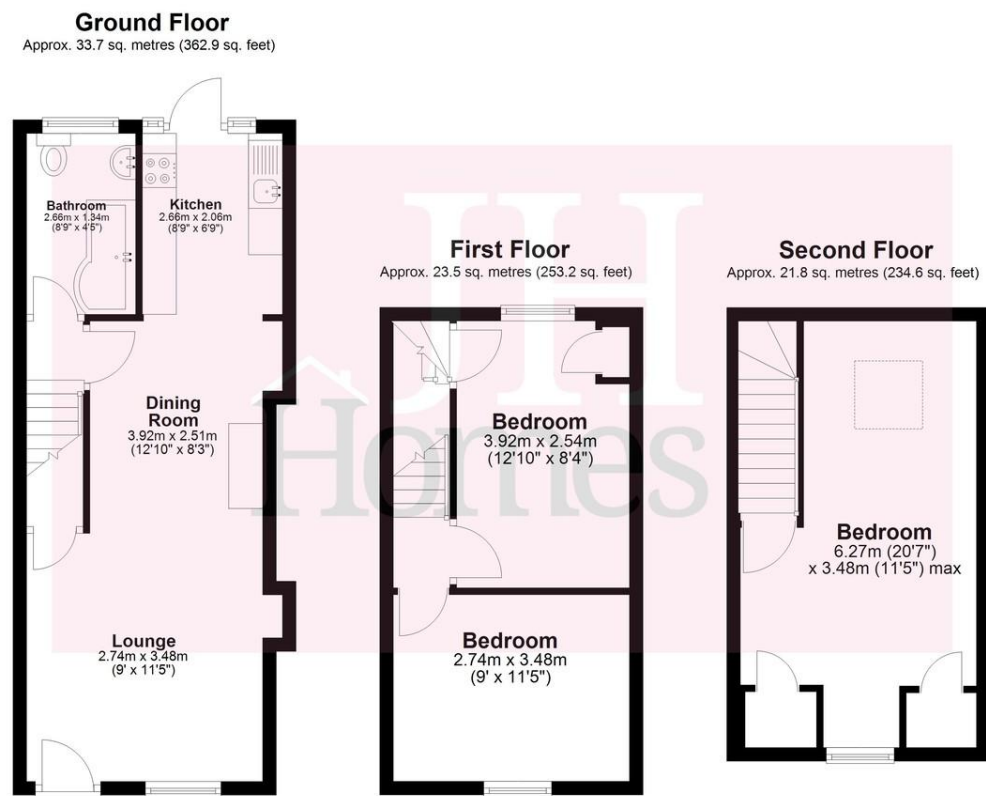 Ground Floor
Approx. 33.7 sq. metres (362.9 sq. feet)
Bathroom
2.66m x 1.34m
(8'9" x 4'5")
Kitchen
2.66m x 2.06m
(8'9" x 6'9")
Dining
Room
3.92m x 2.51m
(12'10" x 8'3")
Lounge
2.74m x 3.48m
(9' x 11'5")
First Floor
Approx. 23.5 sq. metres (253.2 sq. feet)
Bedroom
3.92m x 2.54m
(12'10" x 8'4")
Bedroom
2.74m x 3.48m
(9' x 11'5")
Second Floor
Approx. 21.8 sq. metres (234.6 sq. feet)
Bedroom
6.27m (20'7")
x 3.48m (11'5") max
JH
Homes